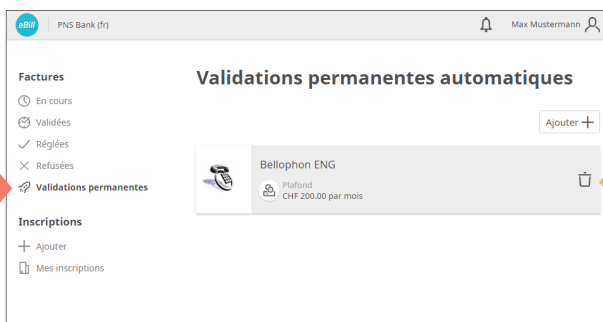 eBill PNS Bank (fr) Max Mustermann
Factures
En cours
Validées
Réglées
Refusées
Validations permanentes
Inscriptions
Ajouter
Mes inscriptions
Validations permanentes automatiques
Ajouter
Bellophon ENG
Plafond
CHF 200.00 par mois